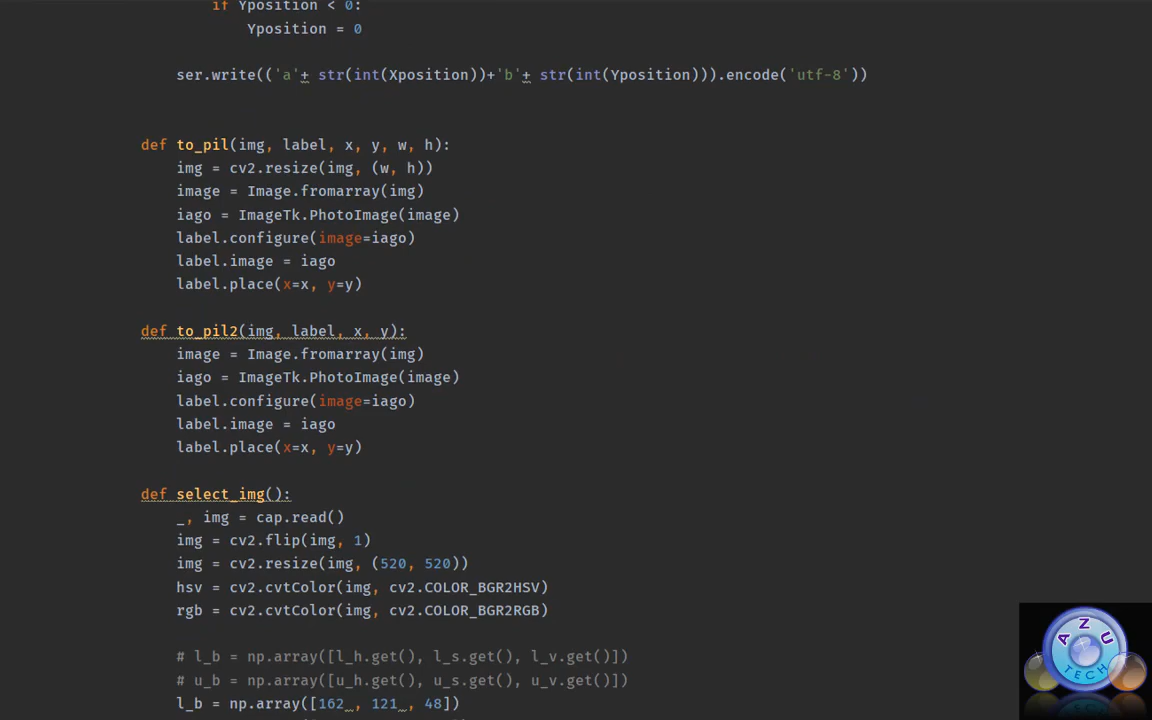 if Yposition < 0:
Yposition = 0
ser.write(('a'+ str(int(Xposition))+'b'+ str(int(Yposition))).encode('utf-8'))
def to_pil(img, label, x, y, w, h):
img = cv2.resize(img, (w, h))
image = Image.fromarray(img)
iago = ImageTk.PhotoImage(image)
label.configure(image=iago)
label.image = iago
label.place(x=x, y=y)
def to_pil2(img, label, x, y):
image = Image.fromarray(img)
iago = ImageTk.PhotoImage(image)
label.configure(image=iago)
label.image = iago
label.place(x=x, y=y)
def select_img():
_, img = cap.read()
img = cv2.flip(img, 1)
img = cv2.resize(img, (520, 520))
hsv = cv2.cvtColor(img, cv2.COLOR_BGR2HSV)
rgb = cv2.cvtColor(img, cv2.COLOR_BGR2RGB)
# l_b = np.array([l_h.get(), l_s.get(), l_v.get()])
# u_b = np.array([u_h.get(), u_s.get(), u_v.get()])
l_b = np.array([162 , 121 , 48])
AZU
TECH